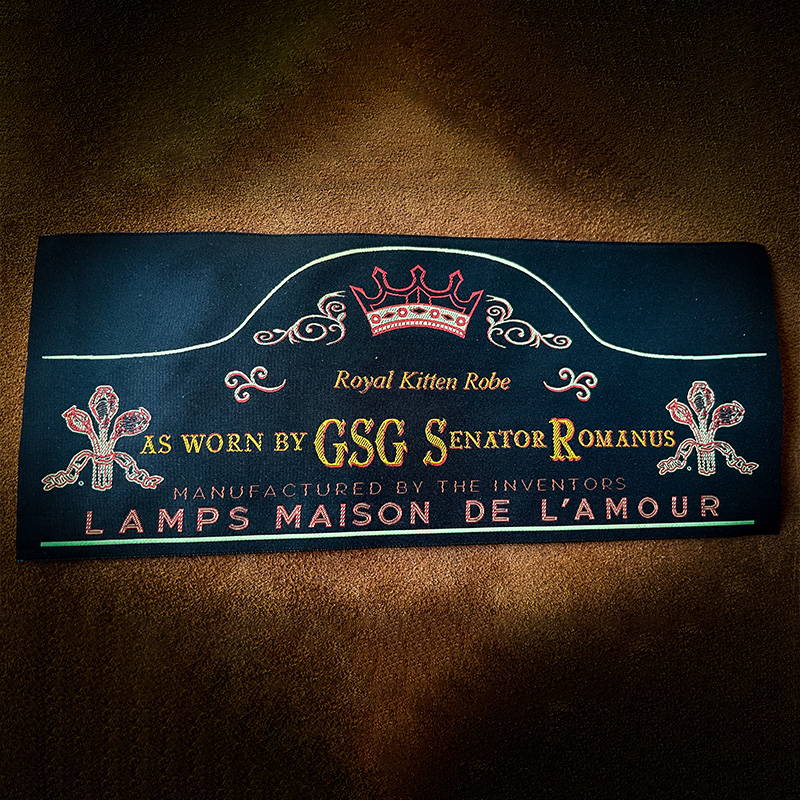 Royal Kitten Robe
AS WORN BY GSG SENATOR ROMANUS
MANUFACTURED BY THE INVENTORS
LAMPS MAISON DE L'AMOUR